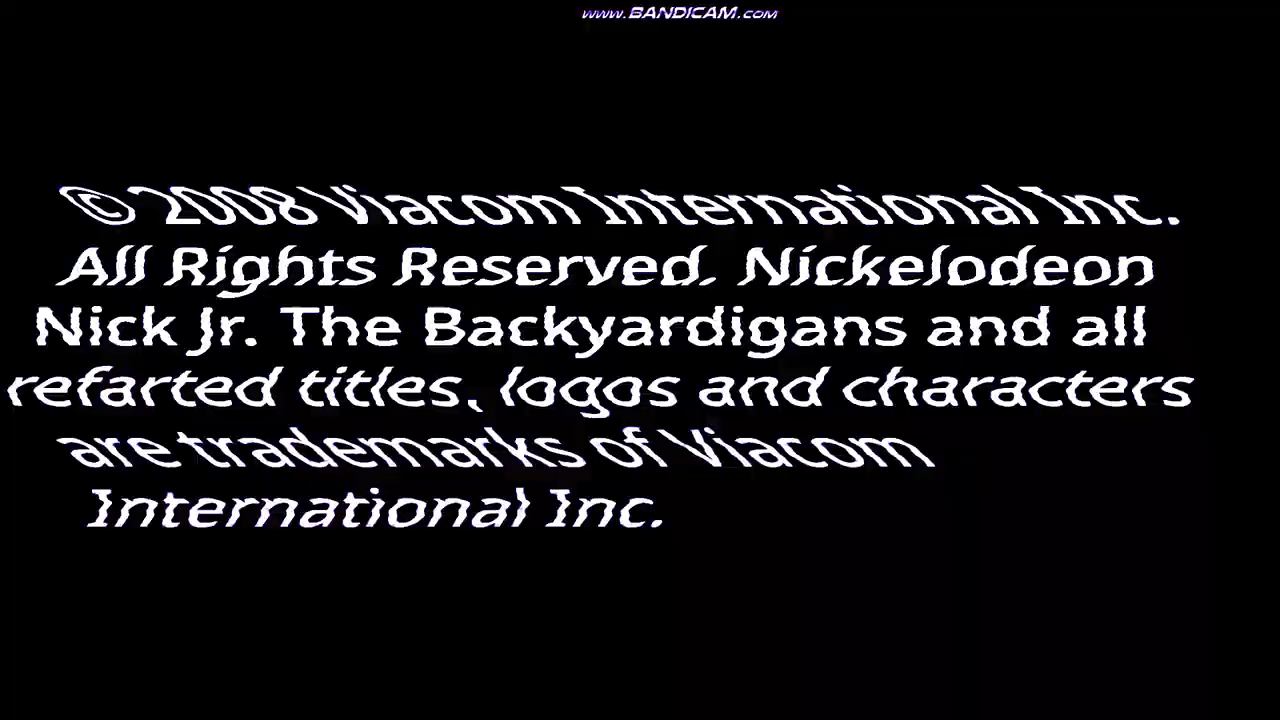 www.BANDICAM.com
© 2008 Viacom International Inc.
All Rights Reserved. Nickelodeon
Nick Jr. The Backyardigans and all
refarted titles, logos and characters
are trademarks of Viacom
International Inc.